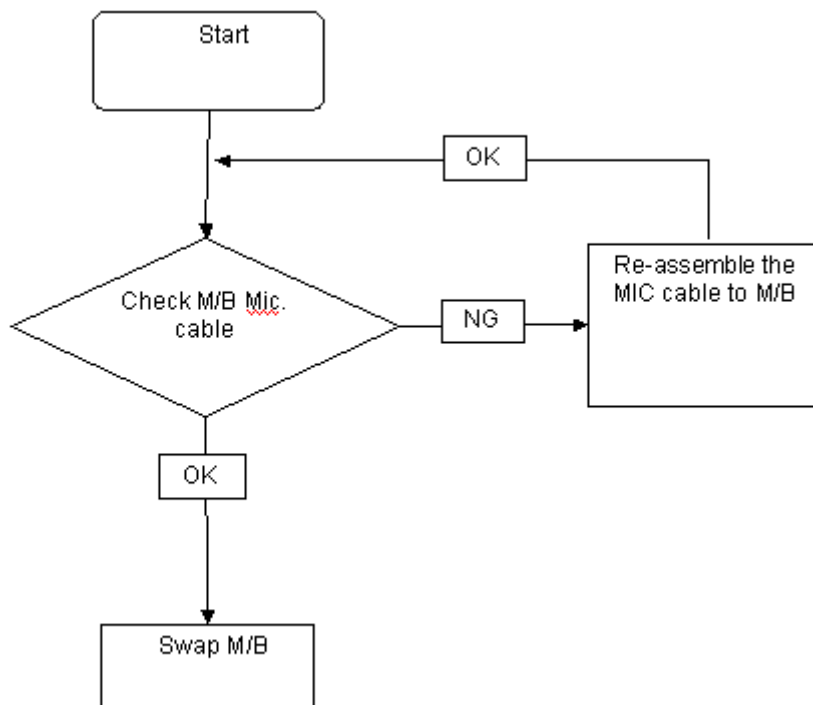 Start
OK
Check M/B Mic.
cable
NG
Re-assemble the
MIC cable to M/B
OK
Swap M/B